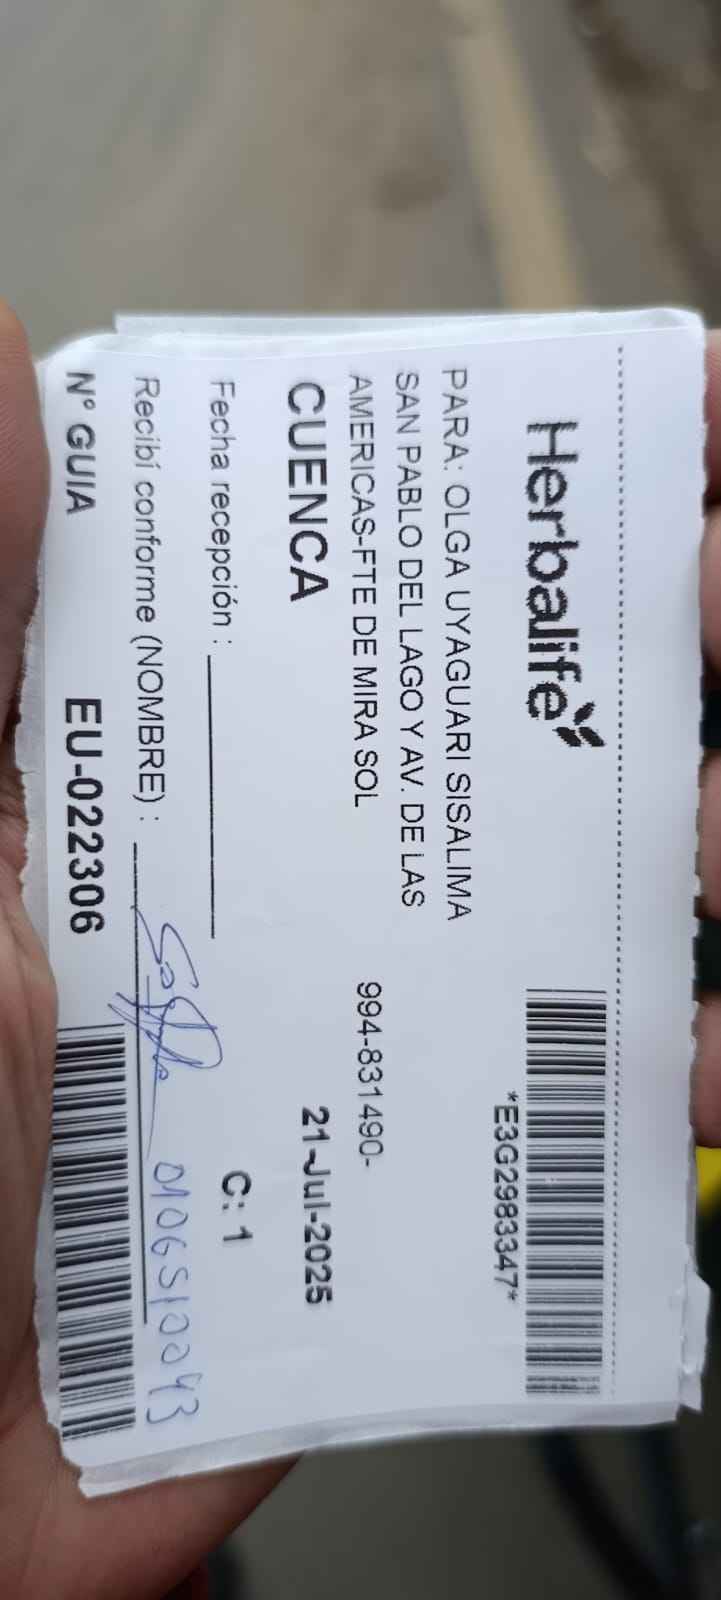 Herbalife
*E3G2983347*
PARA: OLGA UYAGUARI SISALIMA
SAN PABLO DEL LAGO Y AV. DE LAS
AMERICAS-FTE DE MIRA SOL
994-831490-
CUENCA
21-Jul-2025
Fecha recepción :
C: 1
Recibí conforme (NOMBRE) :
0106510043
N° GUIA EU-022306